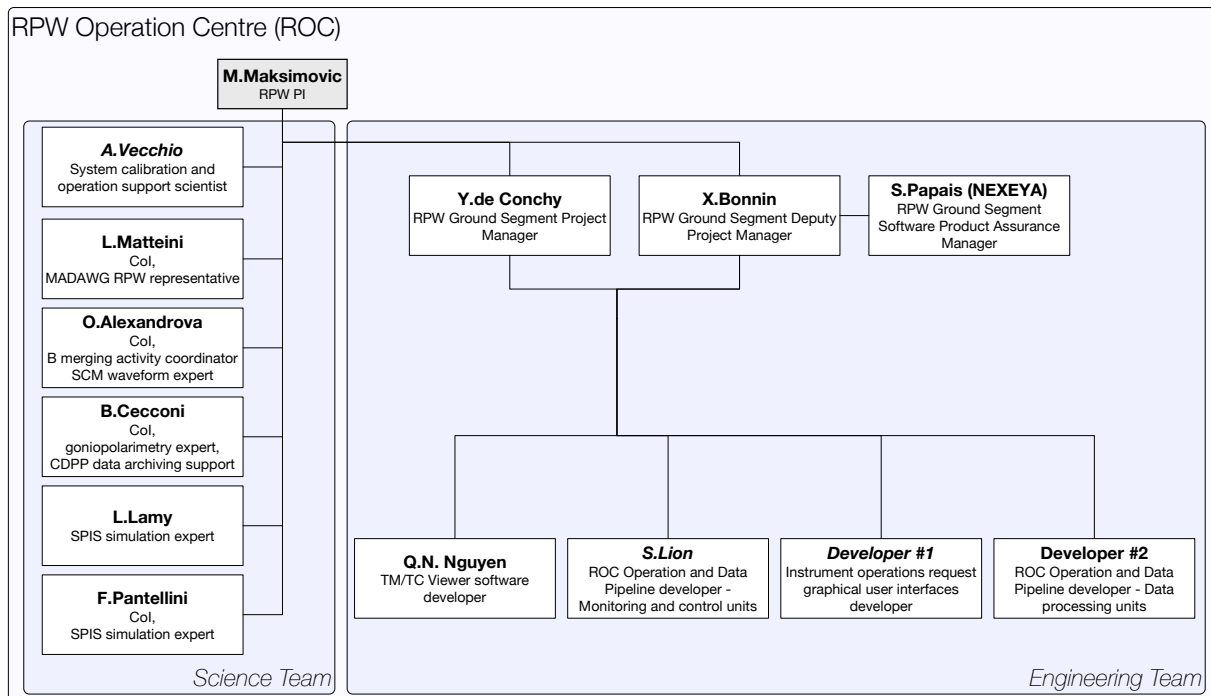 RPW Operation Centre (ROC)
M.Maksimovic
RPW PI
A.Vecchio
System calibration and
operation support scientist
L.Matteini
CoI,
MADAWG RPW representative
O.Alexandrova
CoI,
B merging activity coordinator
SCM waveform expert
B.Cecconi
CoI,
goniopolarimetry expert,
CDPP data archiving support
L.Lamy
SPIS simulation expert
F.Pantellini
CoI,
SPIS simulation expert
Science Team
Y.de Conchy
RPW Ground Segment Project
Manager
X.Bonnin
RPW Ground Segment Deputy
Project Manager
S.Papais (NEXEYA)
RPW Ground Segment
Software Product Assurance
Manager
Q.N. Nguyen
TM/TC Viewer software
developer
S.Lion
ROC Operation and Data
Pipeline developer -
Monitoring and control units
Developer #1
Instrument operations request
graphical user interfaces
developer
Developer #2
ROC Operation and Data
Pipeline developer - Data
processing units
Engineering Team